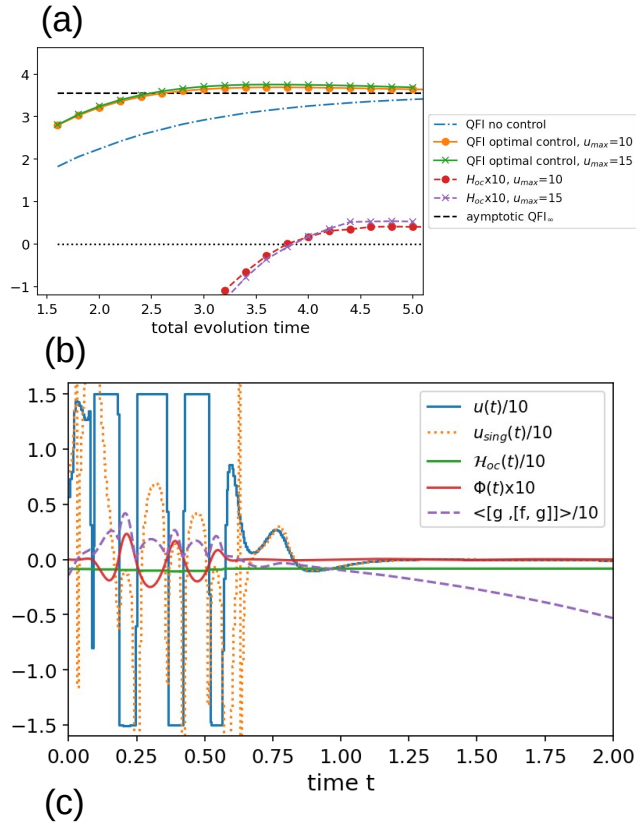 (a)
4
3
2
1
0
−1
1.5 2.0 2.5 3.0 3.5 4.0 4.5 5.0
total evolution time
QFI no control
QFI optimal control, u_max=10
QFI optimal control, u_max=15
H_ocx10, u_max=10
H_ocx10, u_max=15
aymptotic QFI_∞
(b)
1.5
1.0
0.5
0.0
−0.5
−1.0
−1.5
0.00 0.25 0.50 0.75 1.00 1.25 1.50 1.75 2.00
time t
u(t)/10
u_sing(t)/10
ℋ_oc(t)/10
Φ(t)x10
<[g ,[f, g]]>/10
(c)